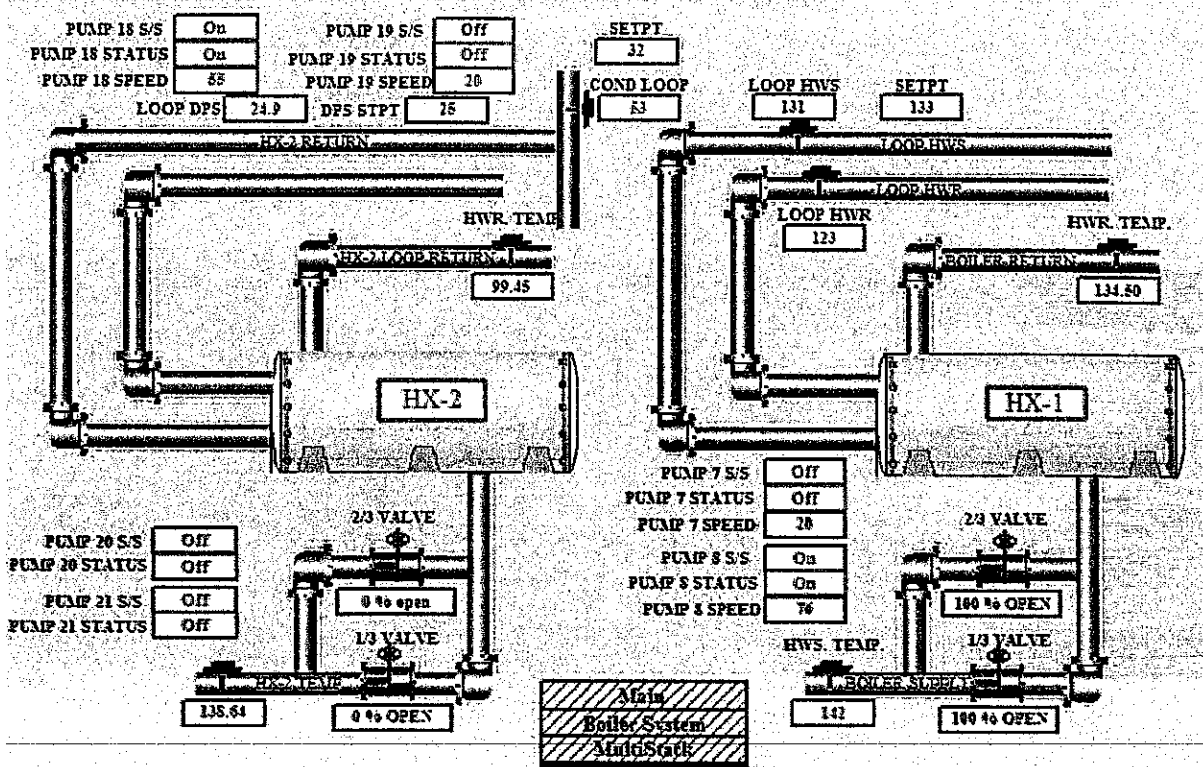 PUMP 18 S/S On
PUMP 18 STATUS On
PUMP 18 SPEED 55
PUMP 19 S/S Off
PUMP 19 STATUS Off
PUMP 19 SPEED 20
LOOP DPS 24.9 DPS STPT 25
SETPT
32
COND LOOP
53
LOOP HWS
131
SETPT
133
HX-2 RETURN
LOOP HWS
LOOP HWR
LOOP HWR
123
HWR. TEMP.
HX-2 LOOP RETURN
99.45
HWR. TEMP.
BOILER RETURN
134.50
HX-2
HX-1
PUMP 20 S/S Off
PUMP 20 STATUS Off
PUMP 21 S/S Off
PUMP 21 STATUS Off
2/3 VALVE
0 % open
1/3 VALVE
HX-2 TEMP
138.64
0 % OPEN
PUMP 7 S/S Off
PUMP 7 STATUS Off
PUMP 7 SPEED 20
PUMP 8 S/S On
PUMP 8 STATUS On
PUMP 8 SPEED 76
2/3 VALVE
100 % OPEN
HWS. TEMP.
1/3 VALVE
BOILER SUPPLY
142
100 % OPEN
Main
Boiler System
MultiStack